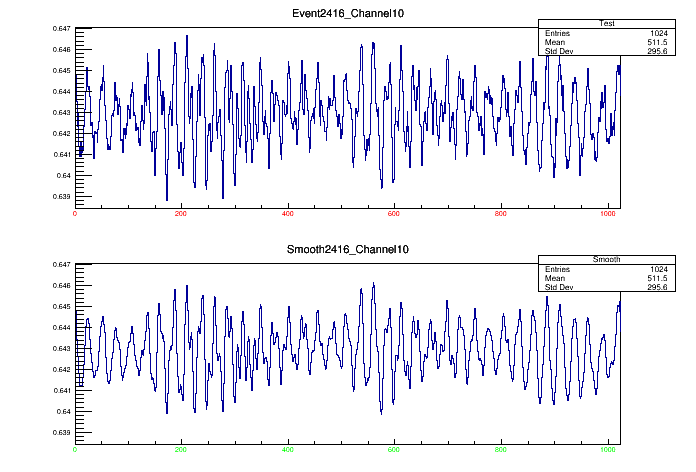 Event2416_Channel10
Test
Entries 1024
Mean 511.5
Std Dev 295.6
0.647
0.646
0.645
0.644
0.643
0.642
0.641
0.64
0.639
0 200 400 600 800 1000
Smooth2416_Channel10
Smooth
Entries 1024
Mean 511.5
Std Dev 295.6
0.647
0.646
0.645
0.644
0.643
0.642
0.641
0.64
0.639
0 200 400 600 800 1000